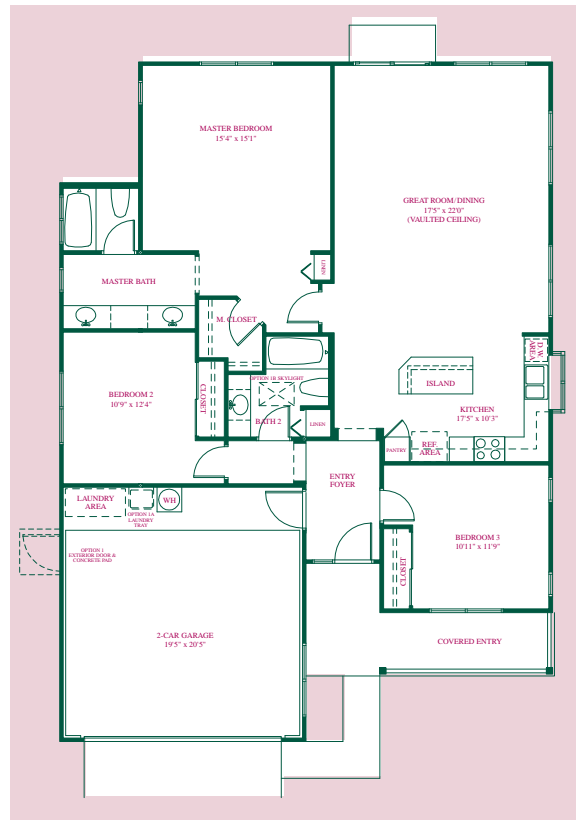 MASTER BEDROOM
15'4" x 15'1"
GREAT ROOM/DINING
17'5" x 22'0"
(VAULTED CEILING)
LINEN
MASTER BATH
M. CLOSET
D.W.
AREA
OPTION 1B SKYLIGHT
ISLAND
BEDROOM 2
10'9" x 12'4"
CLOSET
KITCHEN
17'5" x 10'3"
BATH 2
LINEN
PANTRY
REF.
AREA
ENTRY
FOYER
LAUNDRY
AREA
WH
OPTION 1A
LAUNDRY
TRAY
BEDROOM 3
10'11" x 11'9"
OPTION 1
EXTERIOR DOOR &
CONCRETE PAD
CLOSET
2-CAR GARAGE
19'5" x 20'5"
COVERED ENTRY